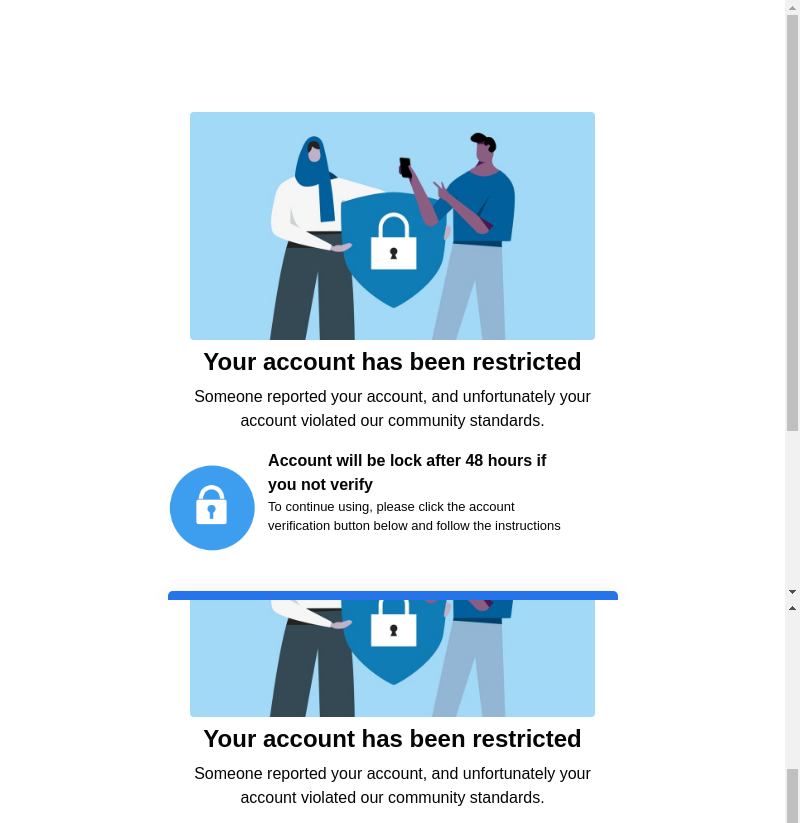 Your account has been restricted
Someone reported your account, and unfortunately your
account violated our community standards.
Account will be lock after 48 hours if
you not verify
To continue using, please click the account
verification button below and follow the instructions
Your account has been restricted
Someone reported your account, and unfortunately your
account violated our community standards.